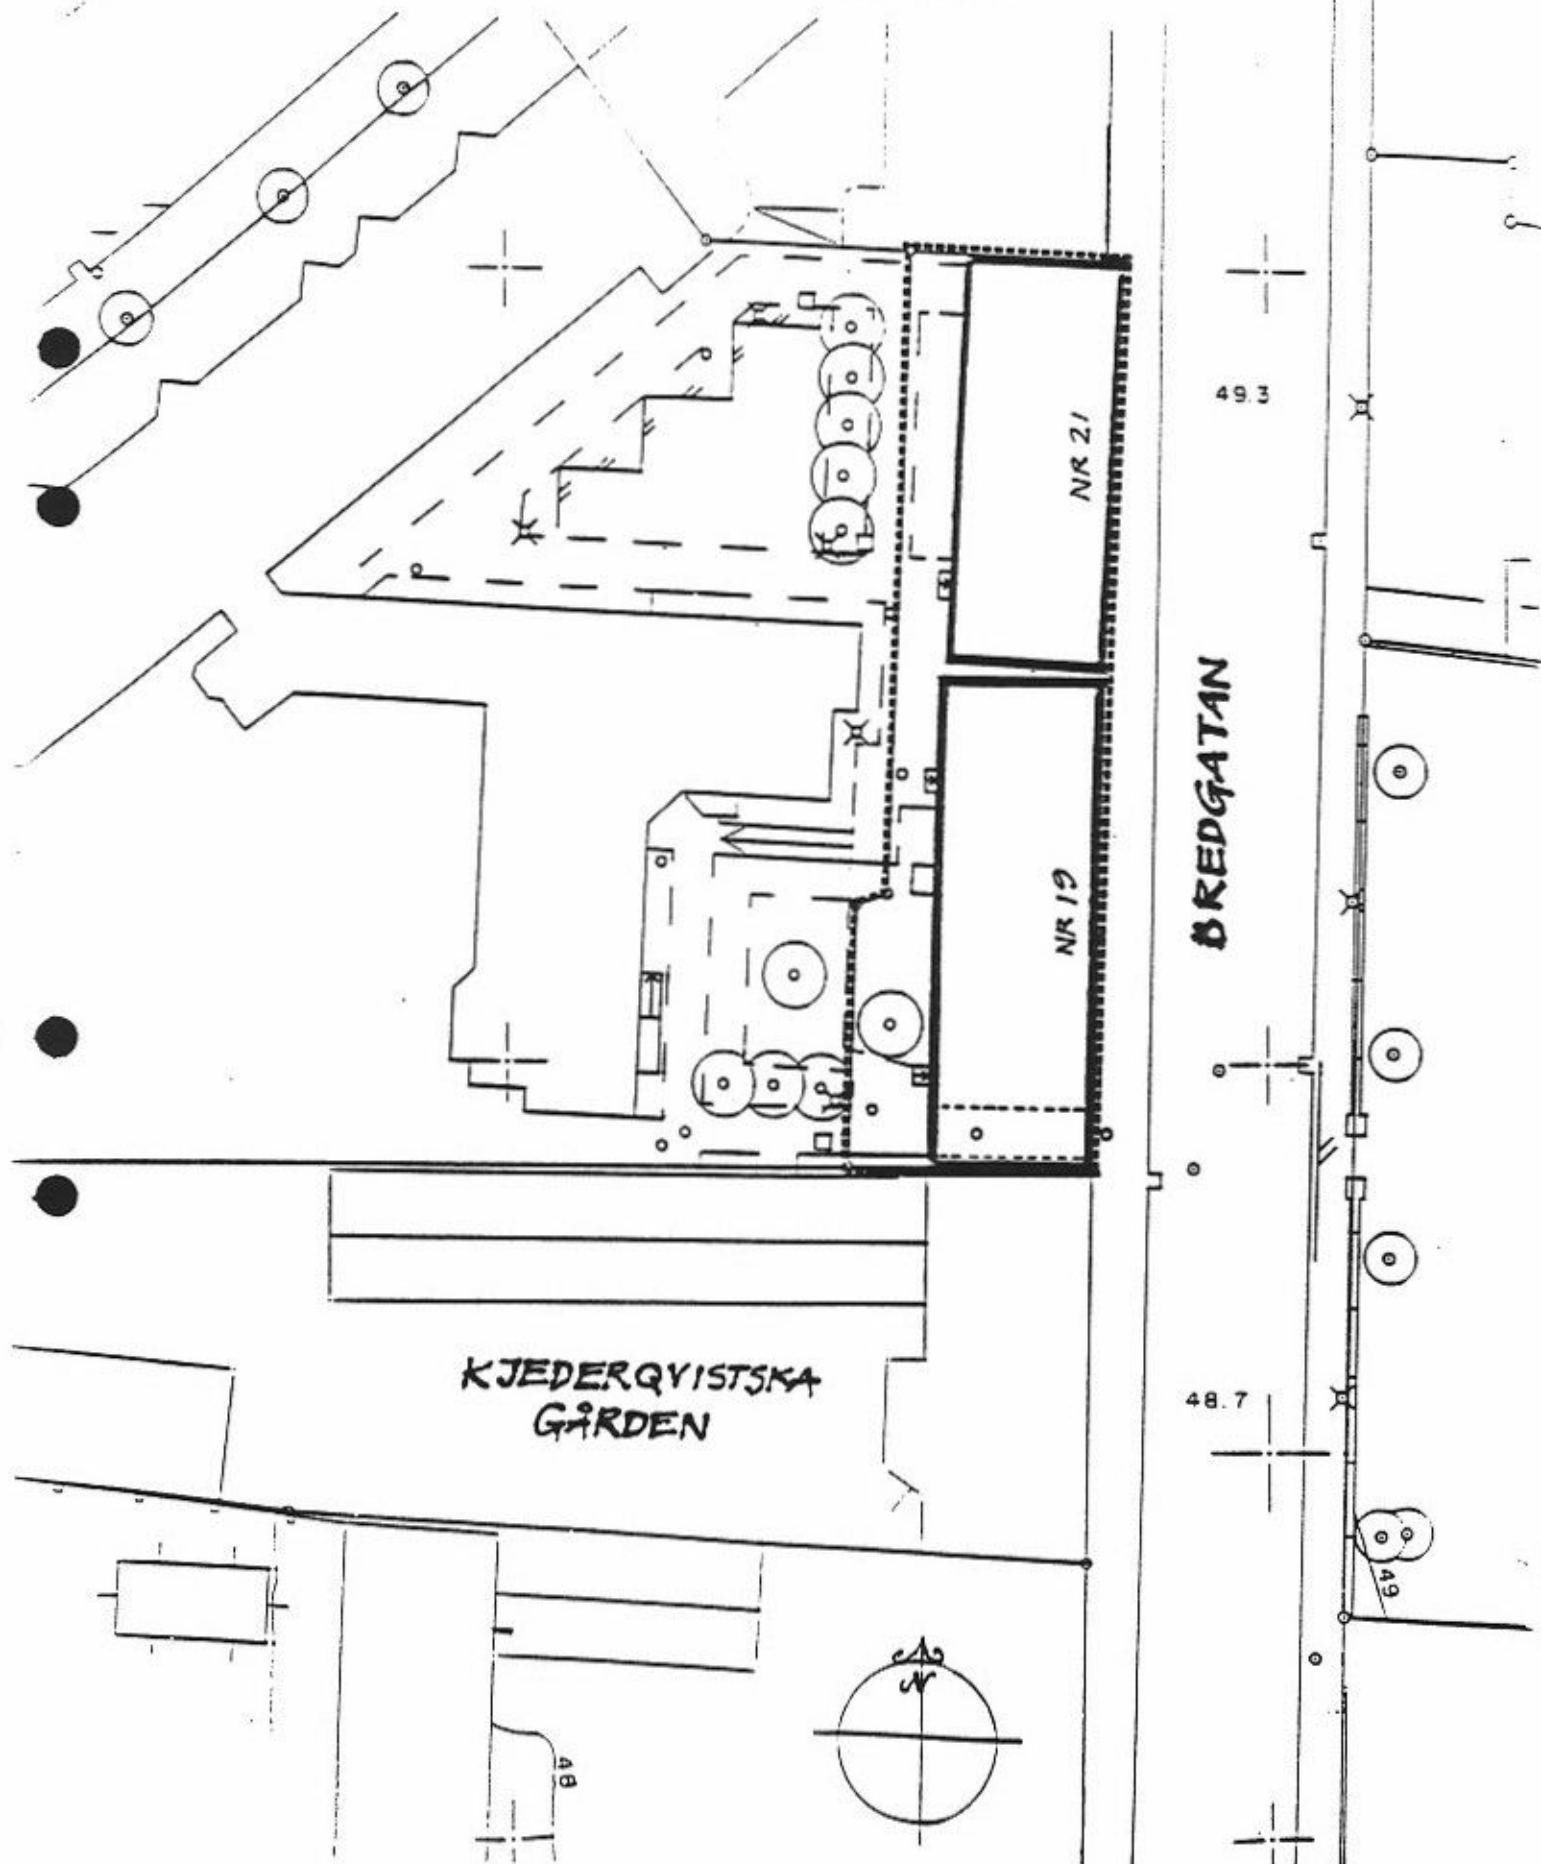 49.3
NR 21
BREDGATAN
NR 19
KJEDERQVISTSKA
GÅRDEN
48.7
49
N
48